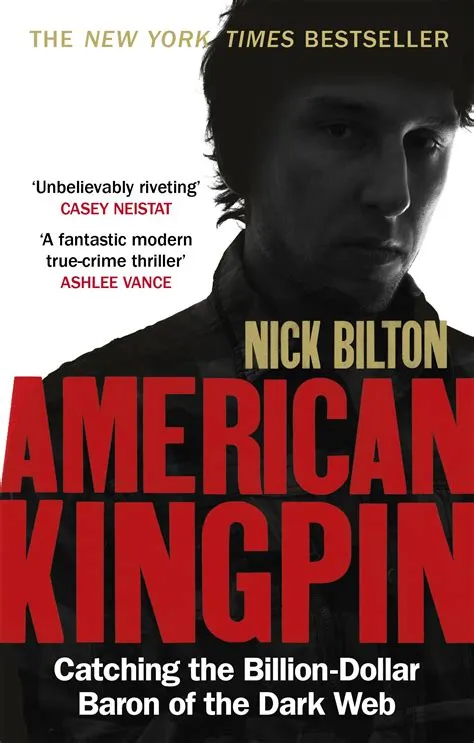 THE NEW YORK TIMES BESTSELLER
‘Unbelievably riveting’
CASEY NEISTAT
‘A fantastic modern
true-crime thriller’
ASHLEE VANCE
NICK BILTON
AMERICAN
KINGPIN
Catching the Billion-Dollar
Baron of the Dark Web